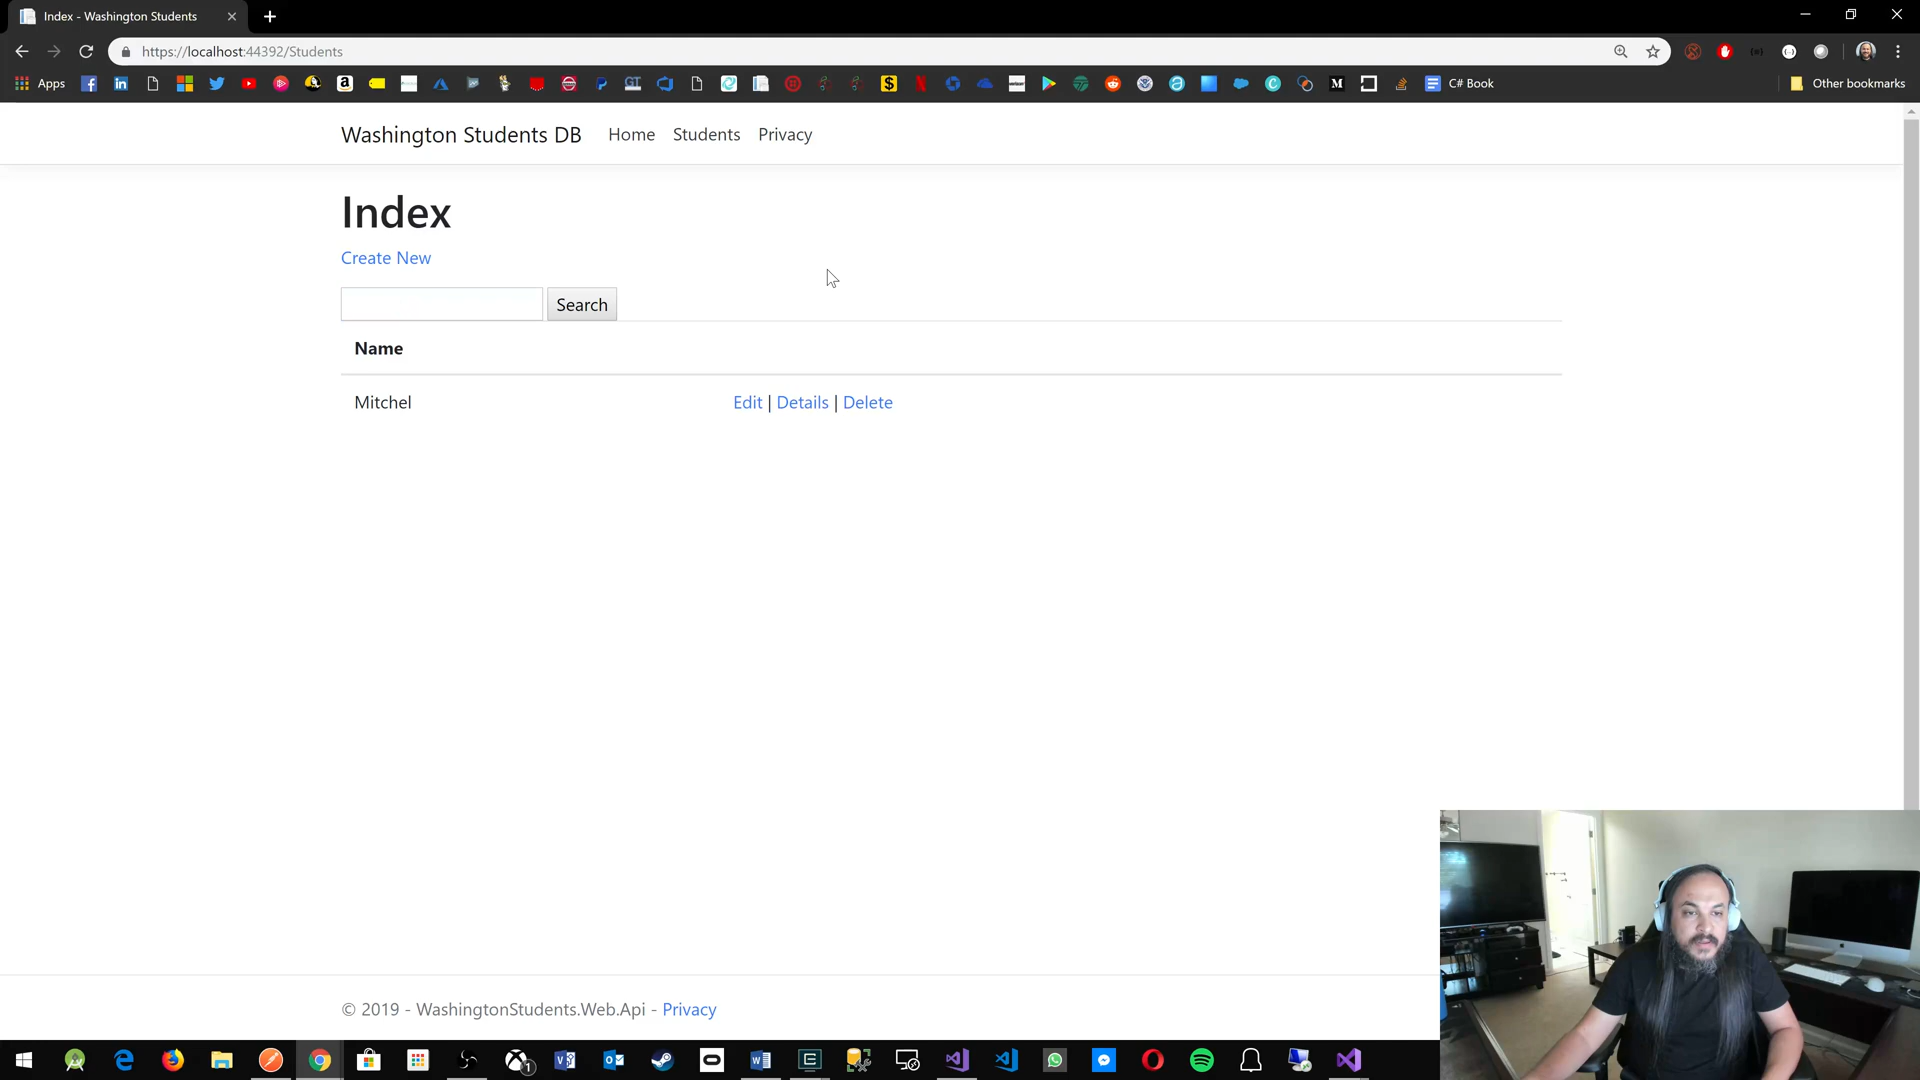 Index - Washington Students
https://localhost:44392/Students
Apps
GT
M
C# Book
Other bookmarks
Washington Students DB
Home
Students
Privacy
Index
Create New
Search
Name
Mitchel
Edit | Details | Delete
© 2019 - WashingtonStudents.Web.Api - Privacy